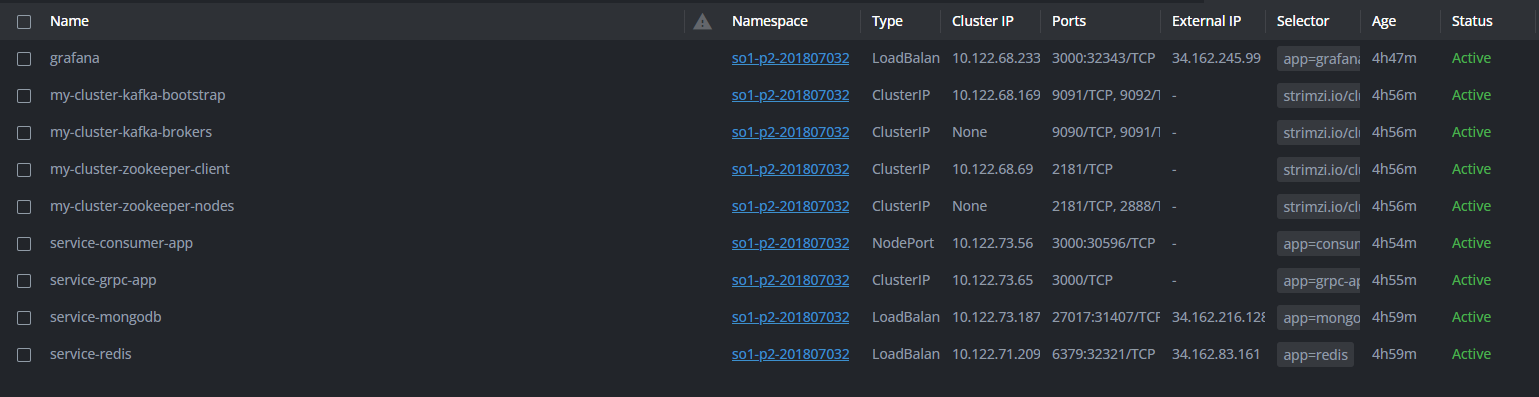 Name Namespace Type Cluster IP Ports External IP Selector Age Status
grafana so1-p2-201807032 LoadBalan 10.122.68.233 3000:32343/TCP 34.162.245.99 app=grafana 4h47m Active
my-cluster-kafka-bootstrap so1-p2-201807032 ClusterIP 10.122.68.169 9091/TCP, 9092/T - strimzi.io/clu 4h56m Active
my-cluster-kafka-brokers so1-p2-201807032 ClusterIP None 9090/TCP, 9091/T - strimzi.io/clu 4h56m Active
my-cluster-zookeeper-client so1-p2-201807032 ClusterIP 10.122.68.69 2181/TCP - strimzi.io/clu 4h56m Active
my-cluster-zookeeper-nodes so1-p2-201807032 ClusterIP None 2181/TCP, 2888/T - strimzi.io/clu 4h56m Active
service-consumer-app so1-p2-201807032 NodePort 10.122.73.56 3000:30596/TCP - app=consum 4h54m Active
service-grpc-app so1-p2-201807032 ClusterIP 10.122.73.65 3000/TCP - app=grpc-ap 4h55m Active
service-mongodb so1-p2-201807032 LoadBalan 10.122.73.187 27017:31407/TCP 34.162.216.128 app=mongo 4h59m Active
service-redis so1-p2-201807032 LoadBalan 10.122.71.209 6379:32321/TCP 34.162.83.161 app=redis 4h59m Active